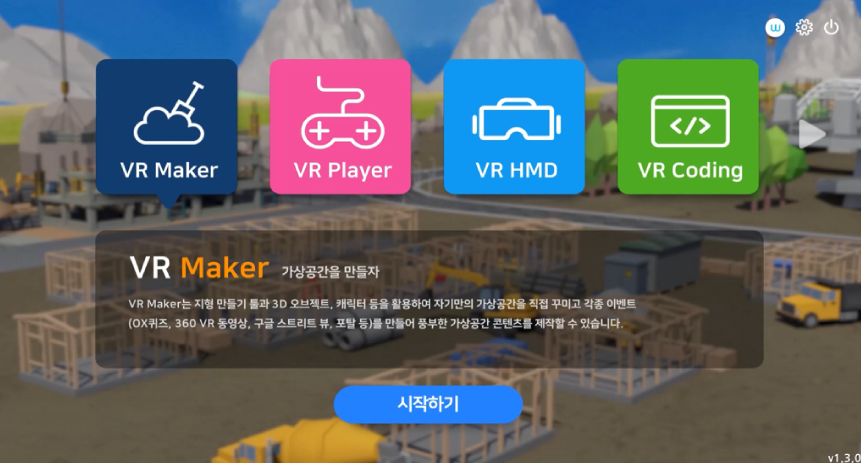 W
VR Maker
VR Player
VR HMD
</>
VR Coding
VR Maker 가상공간을 만들자
VR Maker는 지형 만들기 툴과 3D 오브젝트, 캐릭터 등을 활용하여 자기만의 가상공간을 직접 꾸미고 각종 이벤트
(OX퀴즈, 360 VR 동영상, 구글 스트리트 뷰, 포탈 등)를 만들어 풍부한 가상공간 콘텐츠를 제작할 수 있습니다.
시작하기
v1.3.0